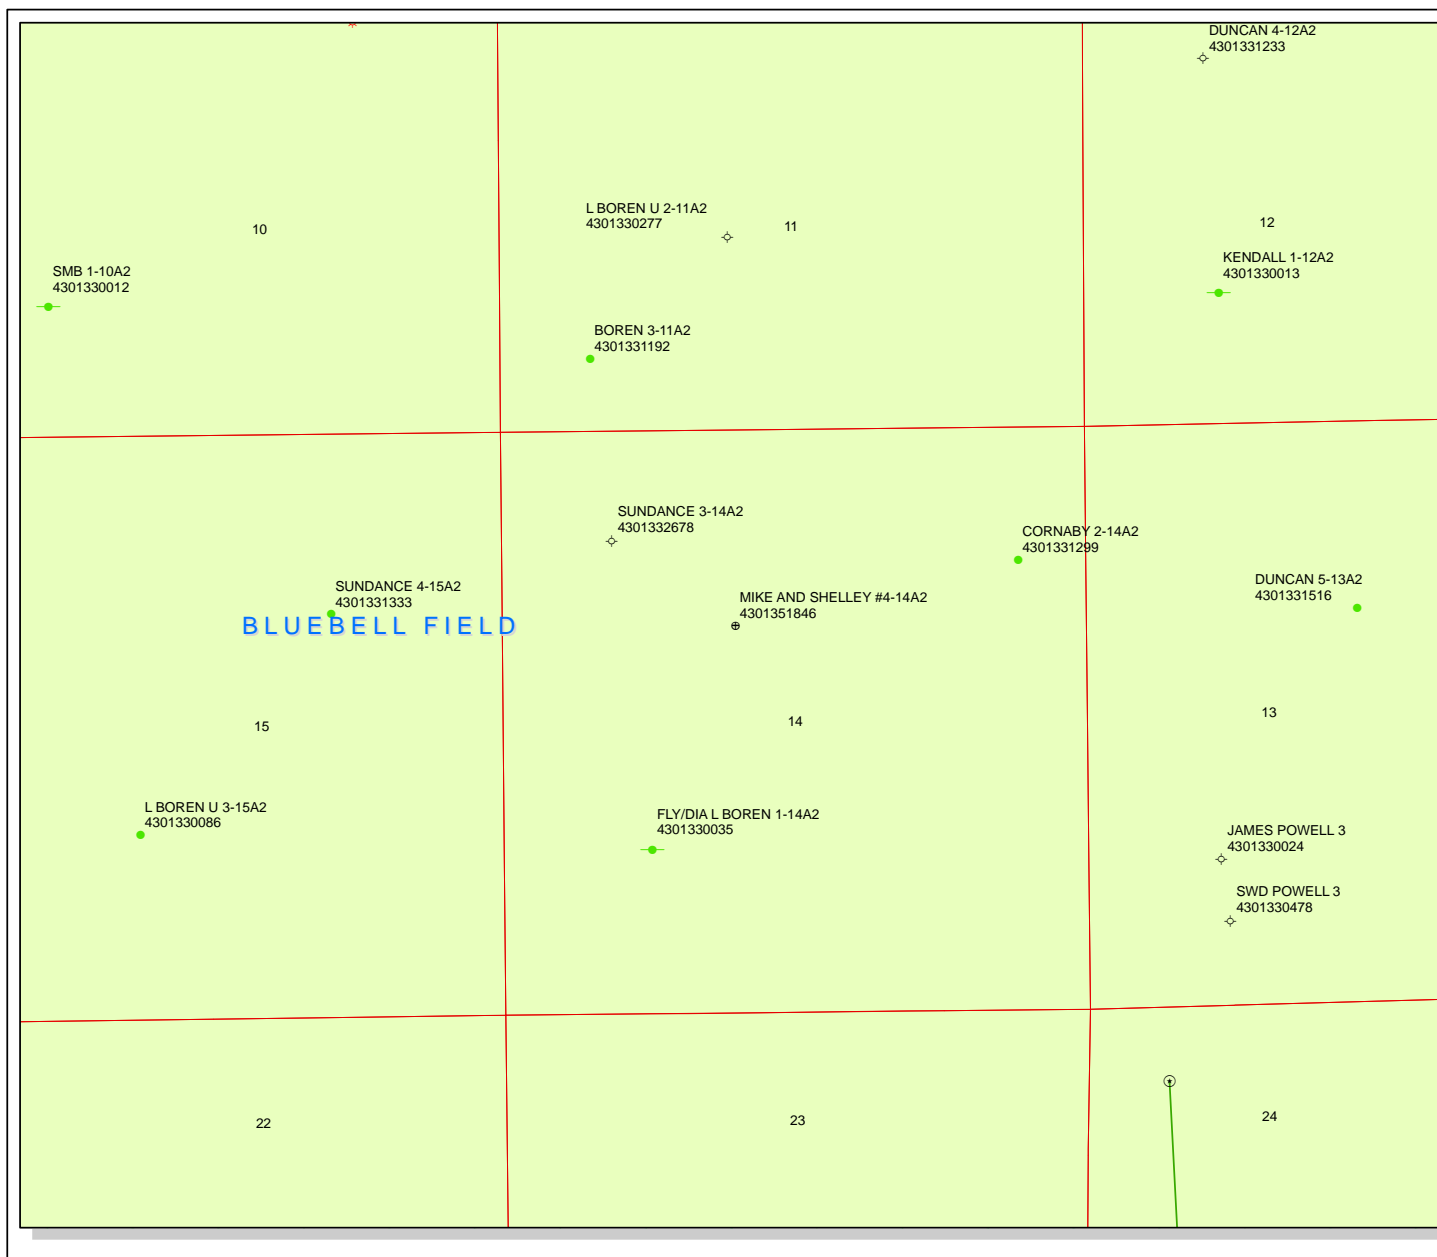 DUNCAN 4-12A2
4301331233
L BOREN U 2-11A2
4301330277
10
11
12
SMB 1-10A2
4301330012
KENDALL 1-12A2
4301330013
BOREN 3-11A2
4301331192
SUNDANCE 3-14A2
4301332678
CORNABY 2-14A2
4301331299
SUNDANCE 4-15A2
4301331333
MIKE AND SHELLEY #4-14A2
4301351846
DUNCAN 5-13A2
4301331516
BLUEBELL FIELD
15
14
13
L BOREN U 3-15A2
4301330086
FLY/DIA L BOREN 1-14A2
4301330035
JAMES POWELL 3
4301330024
SWD POWELL 3
4301330478
22
23
24